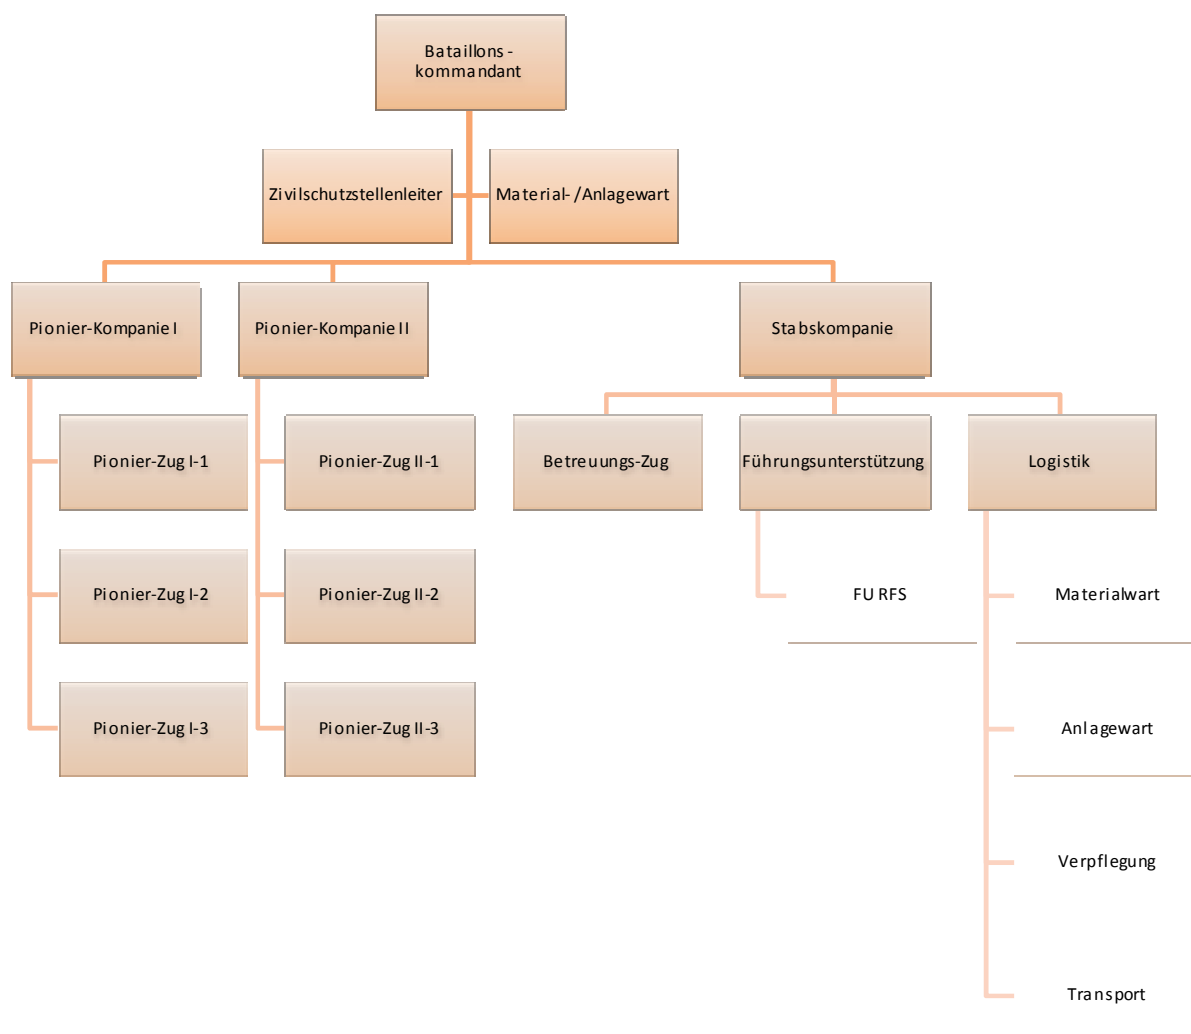 Bataillons-
kommandant
Zivilschutzstellenleiter
Material-/Anlagewart
Pionier-Kompanie I
Pionier-Kompanie II
Stabskompanie
Pionier-Zug I-1
Pionier-Zug II-1
Betreuungs-Zug
Führungsunterstützung
Logistik
Pionier-Zug I-2
Pionier-Zug II-2
FU RFS
Materialwart
Pionier-Zug I-3
Pionier-Zug II-3
Anlagewart
Verpflegung
Transport